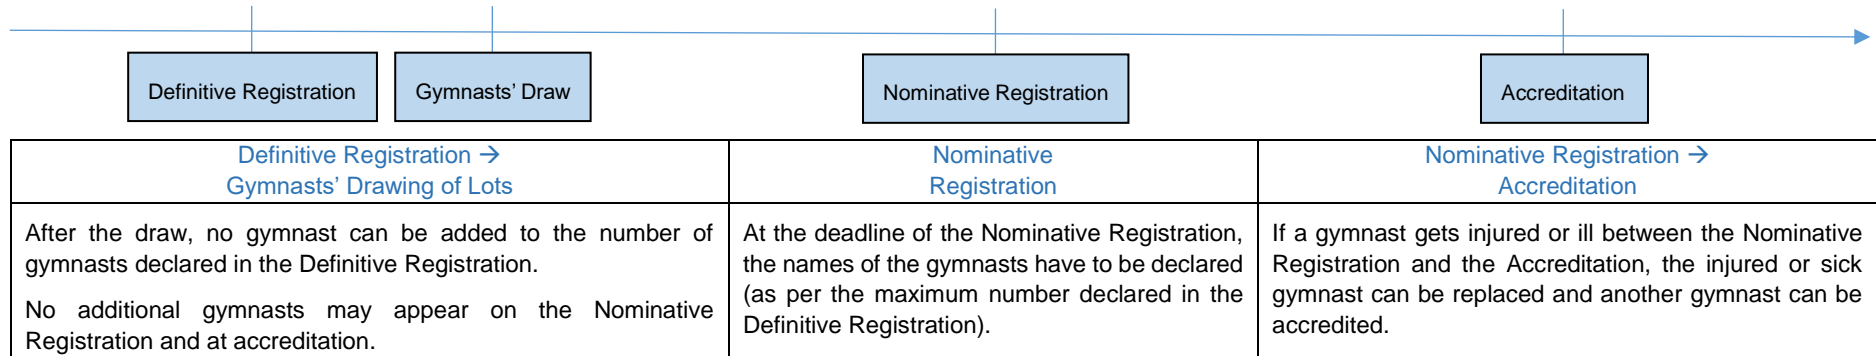 Definitive Registration
Gymnasts' Draw
Nominative Registration
Accreditation
Definitive Registration →
Gymnasts' Drawing of Lots
Nominative
Registration
Nominative Registration →
Accreditation
After the draw, no gymnast can be added to the number of
gymnasts declared in the Definitive Registration.
No additional gymnasts may appear on the Nominative
Registration and at accreditation.
At the deadline of the Nominative Registration,
the names of the gymnasts have to be declared
(as per the maximum number declared in the
Definitive Registration).
If a gymnast gets injured or ill between the Nominative
Registration and the Accreditation, the injured or sick
gymnast can be replaced and another gymnast can be
accredited.